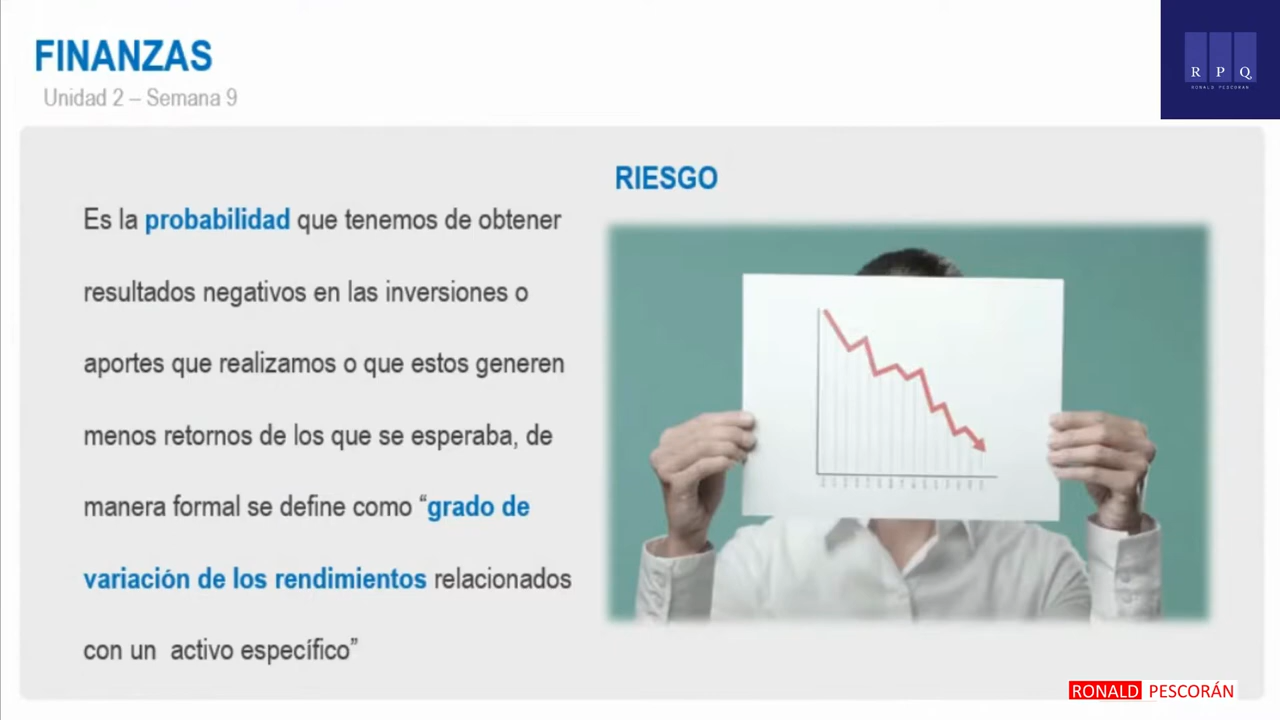 FINANZAS
Unidad 2 – Semana 9
R P Q
RONALD PESCORAN
RIESGO
Es la probabilidad que tenemos de obtener
resultados negativos en las inversiones o
aportes que realizamos o que estos generen
menos retornos de los que se esperaba, de
manera formal se define como “grado de
variación de los rendimientos relacionados
con un activo específico”
RONALD PESCORÁN